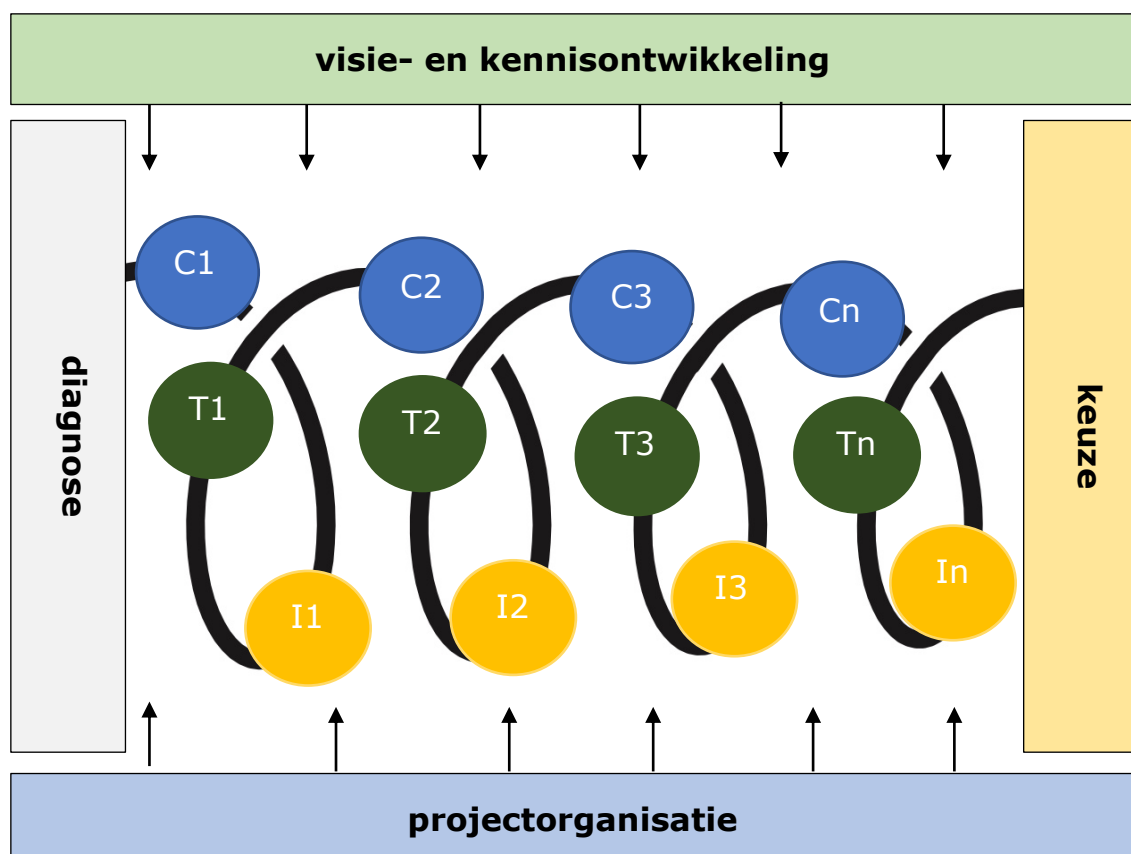 visie- en kennisontwikkeling
diagnose
C1
C2
C3
Cn
T1
T2
T3
Tn
I1
I2
I3
In
keuze
projectorganisatie